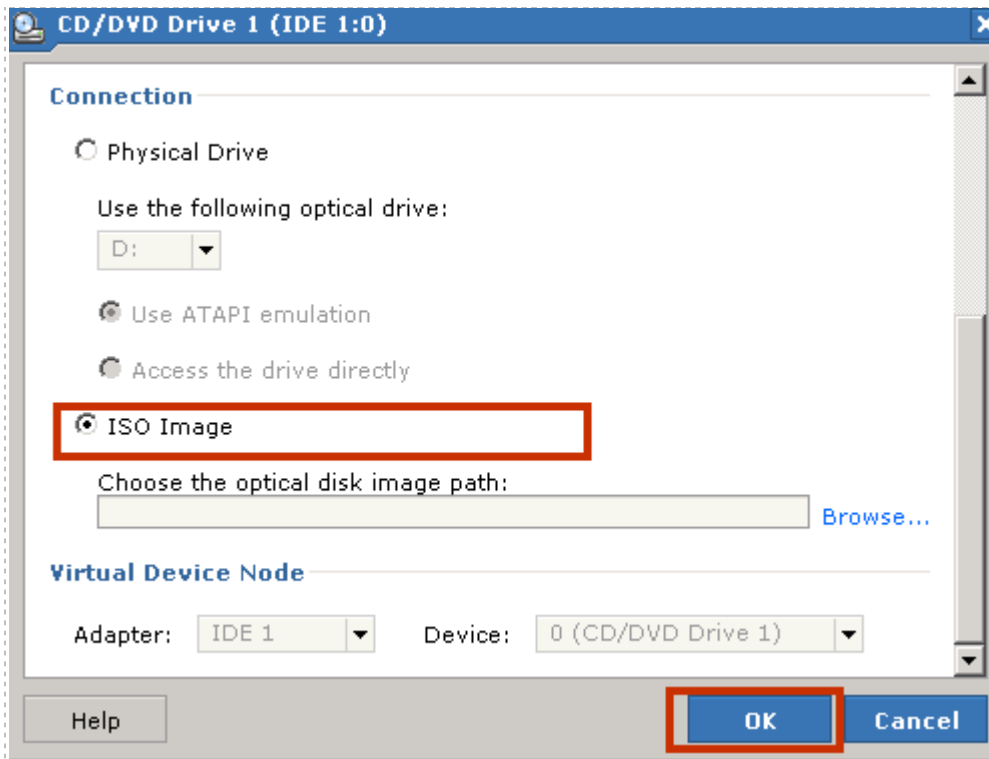 CD/DVD Drive 1 (IDE 1:0)
Connection
Physical Drive
Use the following optical drive:
D:
Use ATAPI emulation
Access the drive directly
ISO Image
Choose the optical disk image path:
Browse...
Virtual Device Node
Adapter: IDE 1 Device: 0 (CD/DVD Drive 1)
Help OK Cancel